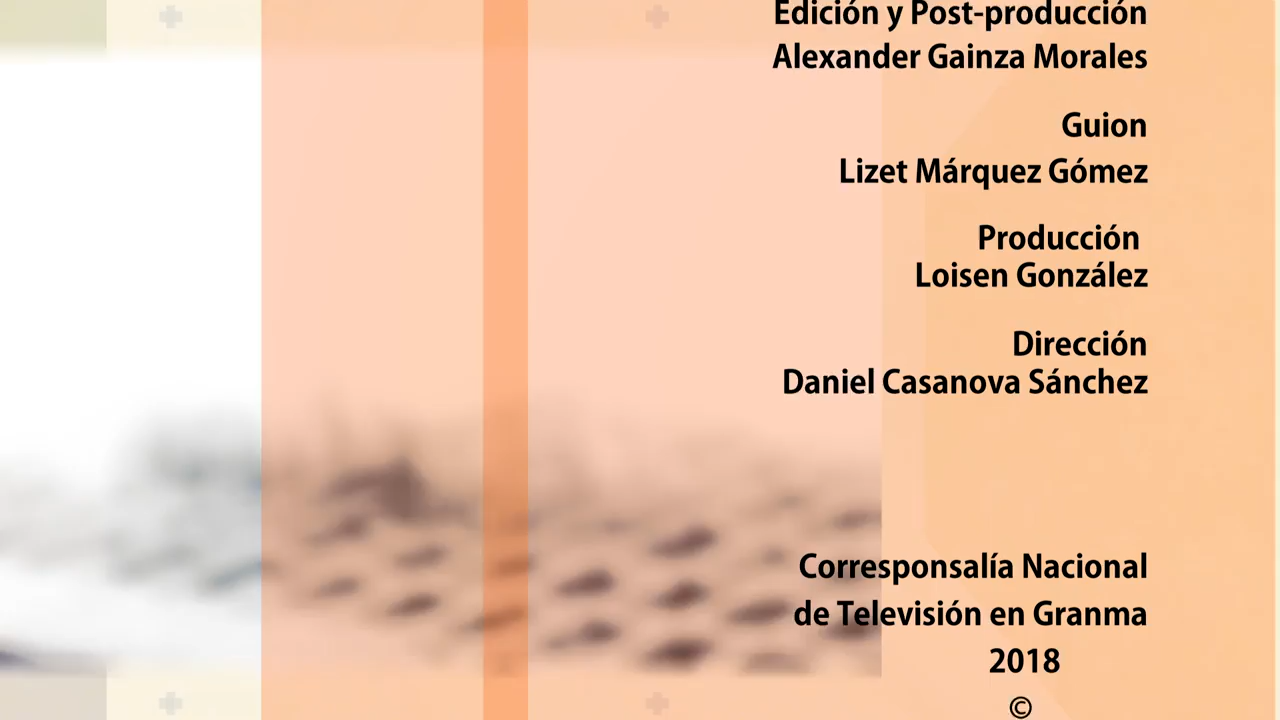 Edición y Post-producción
Alexander Gainza Morales
Guion
Lizet Márquez Gómez
Producción
Loisen González
Dirección
Daniel Casanova Sánchez
Corresponsalía Nacional
de Televisión en Granma
2018
©